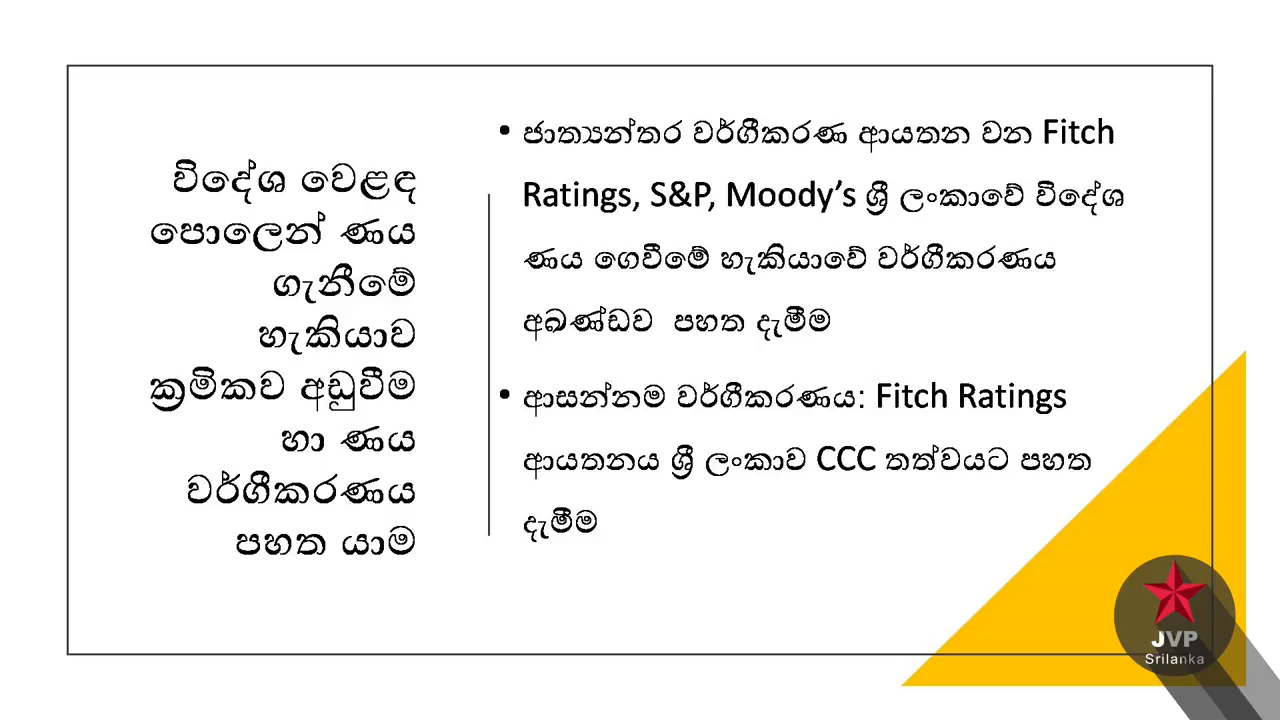 විදේශ වෙළඳ
පොලෙන් ණය
ගැනීමේ
හැකියාව
ක්‍රමිකව අඩුවීම
හා ණය
වර්ගීකරණය
පහත යාම
• ජාත්‍යන්තර වර්ගීකරණ ආයතන වන Fitch
Ratings, S&P, Moody’s ශ්‍රී ලංකාවේ විදේශ
ණය ගෙවීමේ හැකියාවේ වර්ගීකරණය
අඛණ්ඩව පහත දැමීම
• ආසන්නම වර්ගීකරණය: Fitch Ratings
ආයතනය ශ්‍රී ලංකාව CCC තත්වයට පහත
දැමීම
JVP
Srilanka